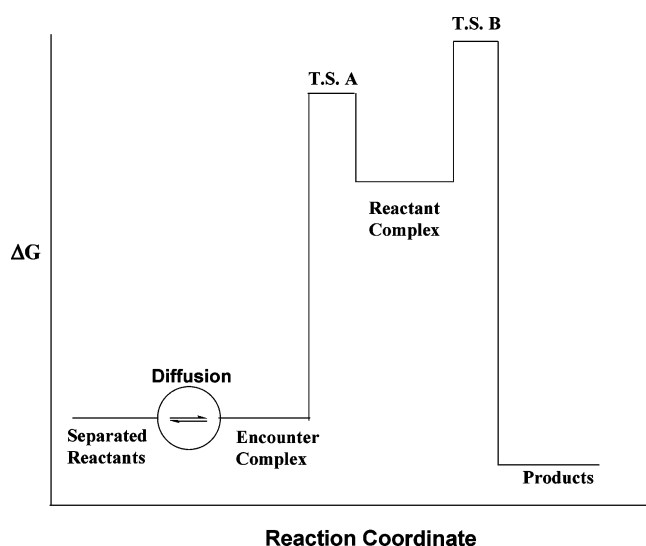 T.S. B
T.S. A
Reactant
Complex
ΔG
Diffusion
Separated
Reactants
Encounter
Complex
Products
Reaction Coordinate